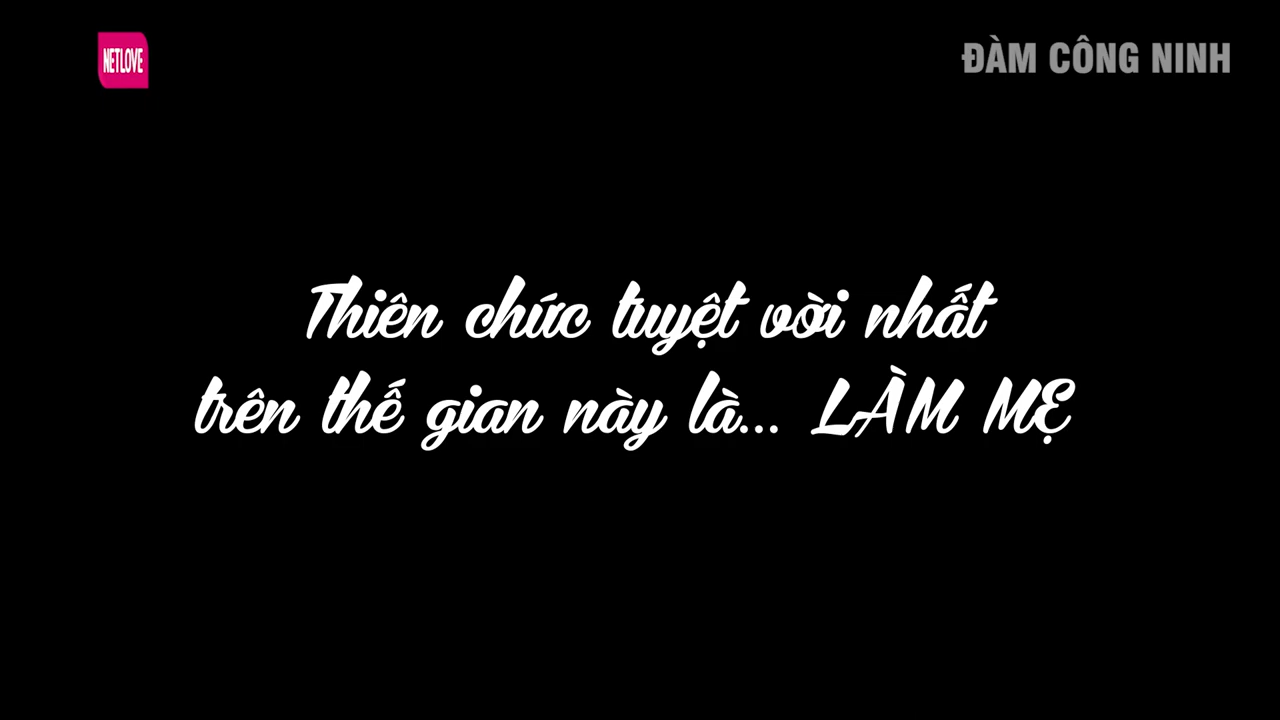 NETLOVE
ĐÀM CÔNG NINH
Thiên chức tuyệt vời nhất
trên thế gian này là... LÀM MẸ